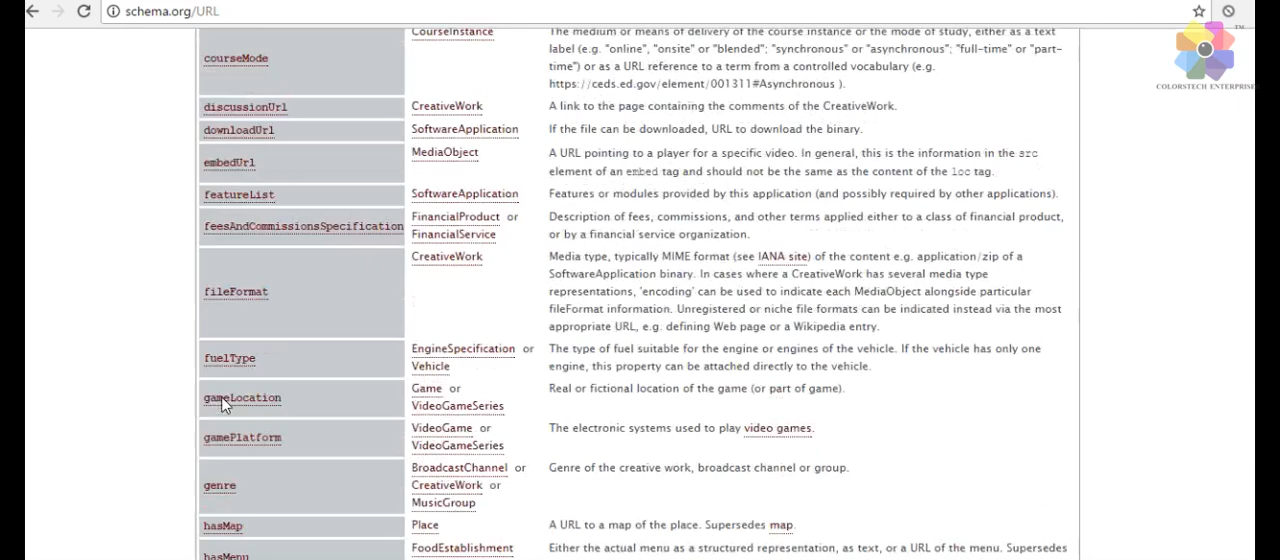 schema.org/URL
TM
COLORSTECH ENTERPRISE
CourseInstance
The medium or means of delivery of the course instance or the mode of study, either as a text
courseMode
label (e.g. "online", "onsite" or "blended"; "synchronous" or "asynchronous"; "full-time" or "part-
time") or as a URL reference to a term from a controlled vocabulary (e.g.
https://ceds.ed.gov/element/001311#Asynchronous ).
discussionUrl CreativeWork A link to the page containing the comments of the CreativeWork.
downloadUrl SoftwareApplication If the file can be downloaded, URL to download the binary.
embedUrl MediaObject A URL pointing to a player for a specific video. In general, this is the information in the src
element of an embed tag and should not be the same as the content of the loc tag.
featureList SoftwareApplication Features or modules provided by this application (and possibly required by other applications).
feesAndCommissionsSpecification FinancialProduct or Description of fees, commissions, and other terms applied either to a class of financial product,
FinancialService or by a financial service organization.
fileFormat CreativeWork Media type, typically MIME format (see IANA site) of the content e.g. application/zip of a
SoftwareApplication binary. In cases where a CreativeWork has several media type
representations, 'encoding' can be used to indicate each MediaObject alongside particular
fileFormat information. Unregistered or niche file formats can be indicated instead via the most
appropriate URL, e.g. defining Web page or a Wikipedia entry.
fuelType EngineSpecification or The type of fuel suitable for the engine or engines of the vehicle. If the vehicle has only one
Vehicle engine, this property can be attached directly to the vehicle.
gameLocation Game or Real or fictional location of the game (or part of game).
VideoGameSeries
gamePlatform VideoGame or The electronic systems used to play video games.
VideoGameSeries
genre BroadcastChannel or Genre of the creative work, broadcast channel or group.
CreativeWork or
MusicGroup
hasMap Place A URL to a map of the place. Supersedes map.
hasMenu FoodEstablishment Either the actual menu as a structured representation, as text, or a URL of the menu. Supersedes